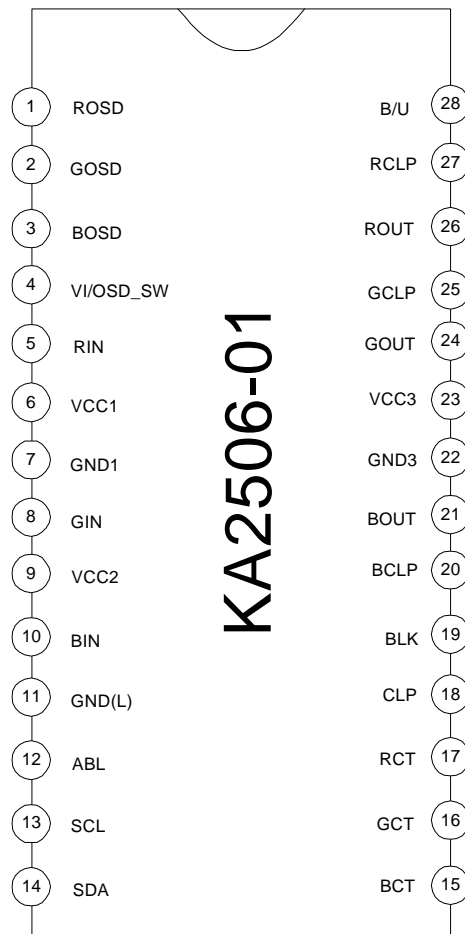 1 ROSD
2 GOSD
3 BOSD
4 VI/OSD_SW
5 RIN
6 VCC1
7 GND1
8 GIN
9 VCC2
10 BIN
11 GND(L)
12 ABL
13 SCL
14 SDA
KA2506-01
B/U 28
RCLP 27
ROUT 26
GCLP 25
GOUT 24
VCC3 23
GND3 22
BOUT 21
BCLP 20
BLK 19
CLP 18
RCT 17
GCT 16
BCT 15